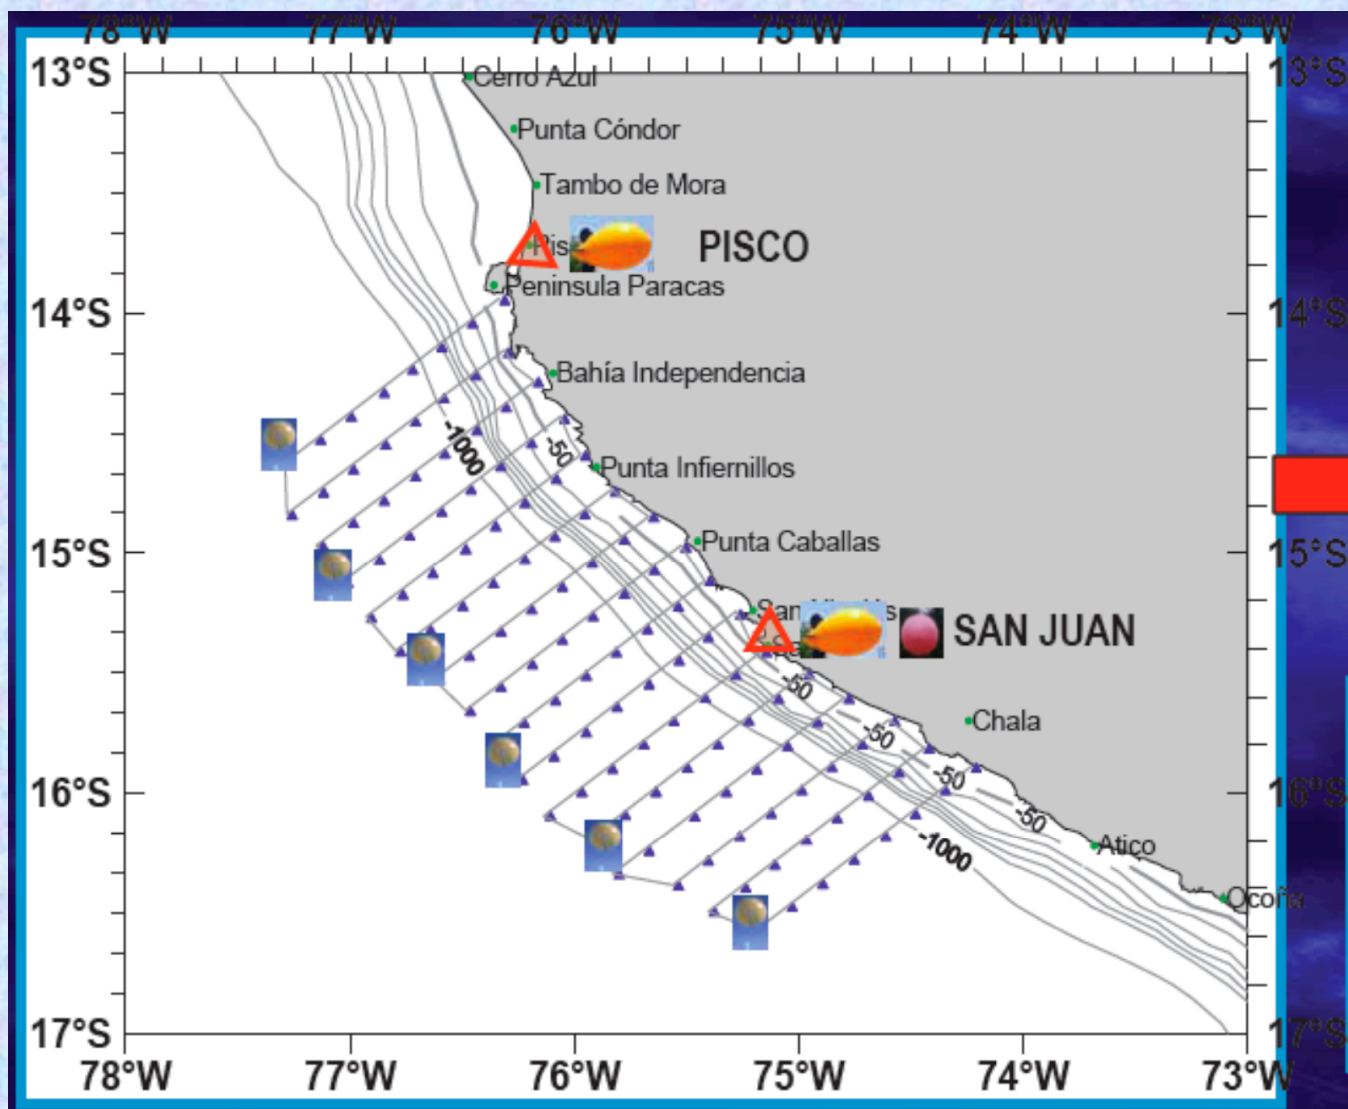 78°W 77°W 76°W 75°W 74°W 73°W
13°S 13°S
Cerro Azul
Punta Cóndor
Tambo de Mora
PISCO
Peninsula Paracas
14°S 14°S
Bahía Independencia
-1000
-50
Punta Infiernillos
15°S 15°S
Punta Caballas
SAN JUAN
-50
Chala
-50
-50
16°S 16°S
-50
-1000
Atico
Ocoña
17°S 17°S
78°W 77°W 76°W 75°W 74°W 73°W